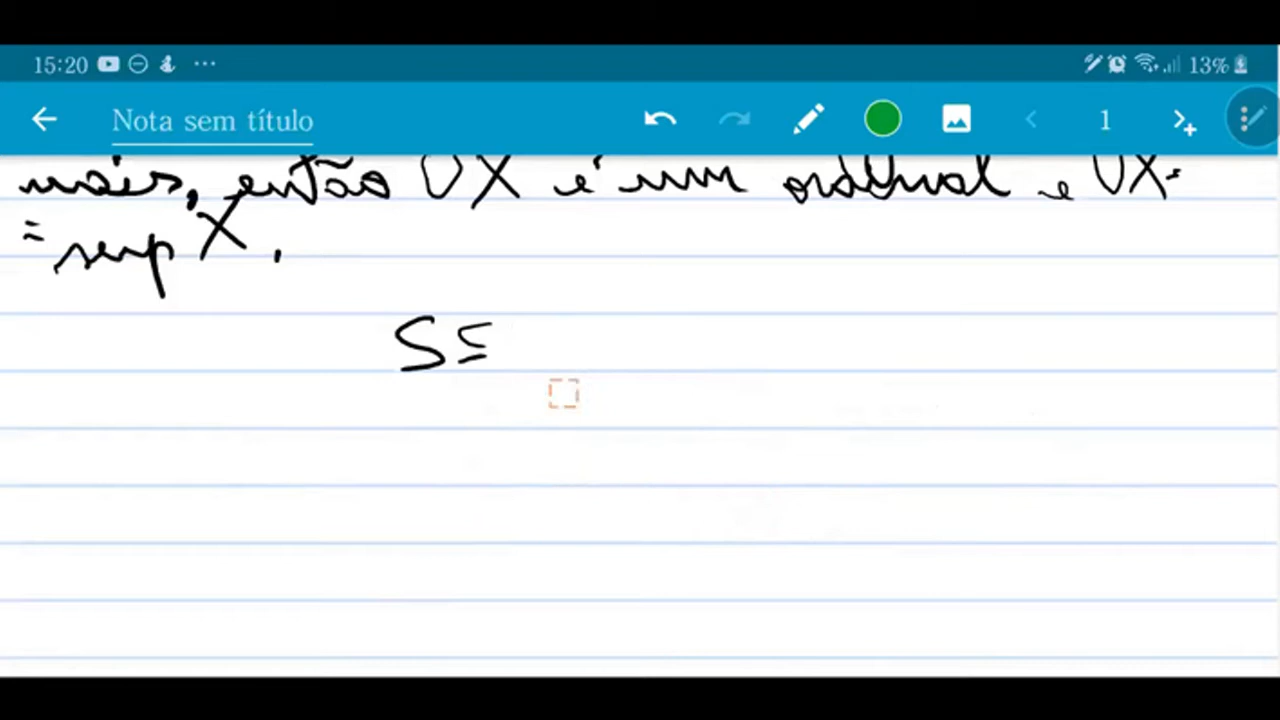 15:20 ... 13%
Nota sem título 1
mais, então ∪X é um ordinal e ∪X=
= sup X.
S ⊆